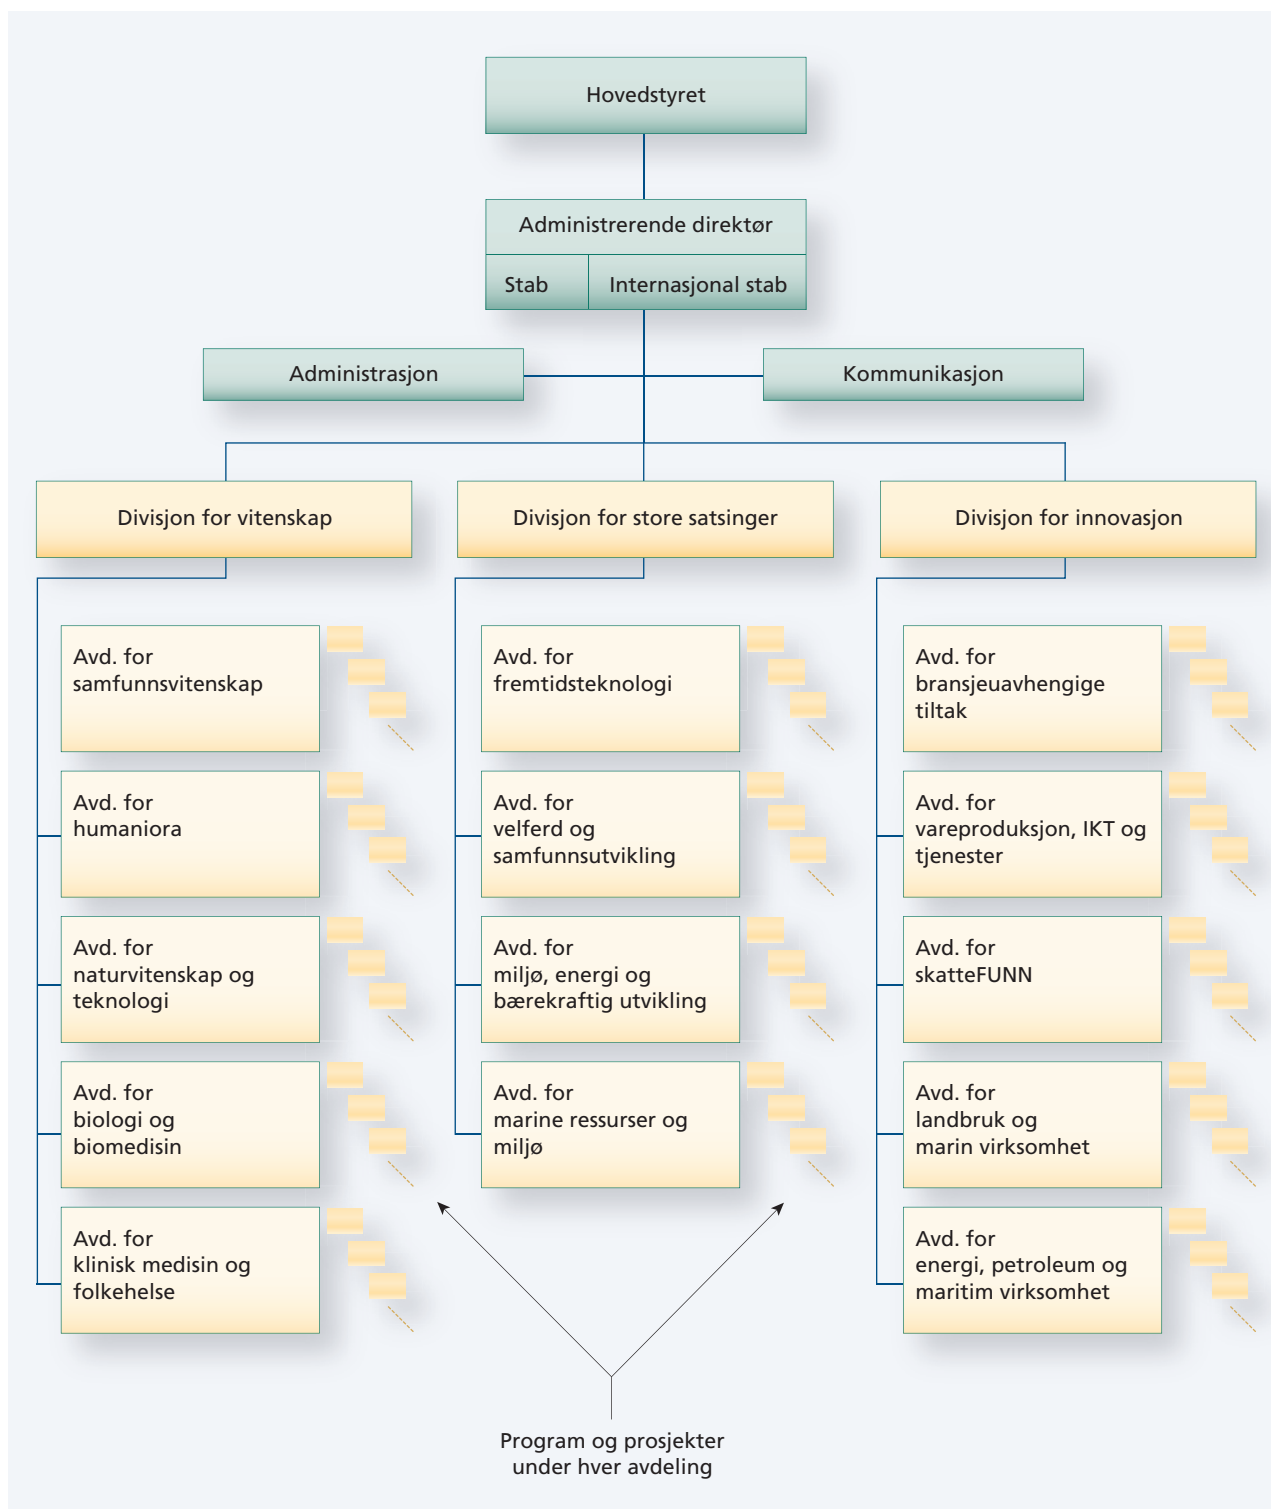 Hovedstyret
Administrerende direktør
Stab
Internasjonal stab
Administrasjon
Kommunikasjon
Divisjon for vitenskap
Divisjon for store satsinger
Divisjon for innovasjon
Avd. for
samfunnsvitenskap
Avd. for
humaniora
Avd. for
naturvitenskap og
teknologi
Avd. for
biologi og
biomedisin
Avd. for
klinisk medisin og
folkehelse
Avd. for
fremtidsteknologi
Avd. for
velferd og
samfunnsutvikling
Avd. for
miljø, energi og
bærekraftig utvikling
Avd. for
marine ressurser og
miljø
Avd. for
bransjeuavhengige
tiltak
Avd. for
vareproduksjon, IKT og
tjenester
Avd. for
skatteFUNN
Avd. for
landbruk og
marin virksomhet
Avd. for
energi, petroleum og
maritim virksomhet
Program og prosjekter
under hver avdeling